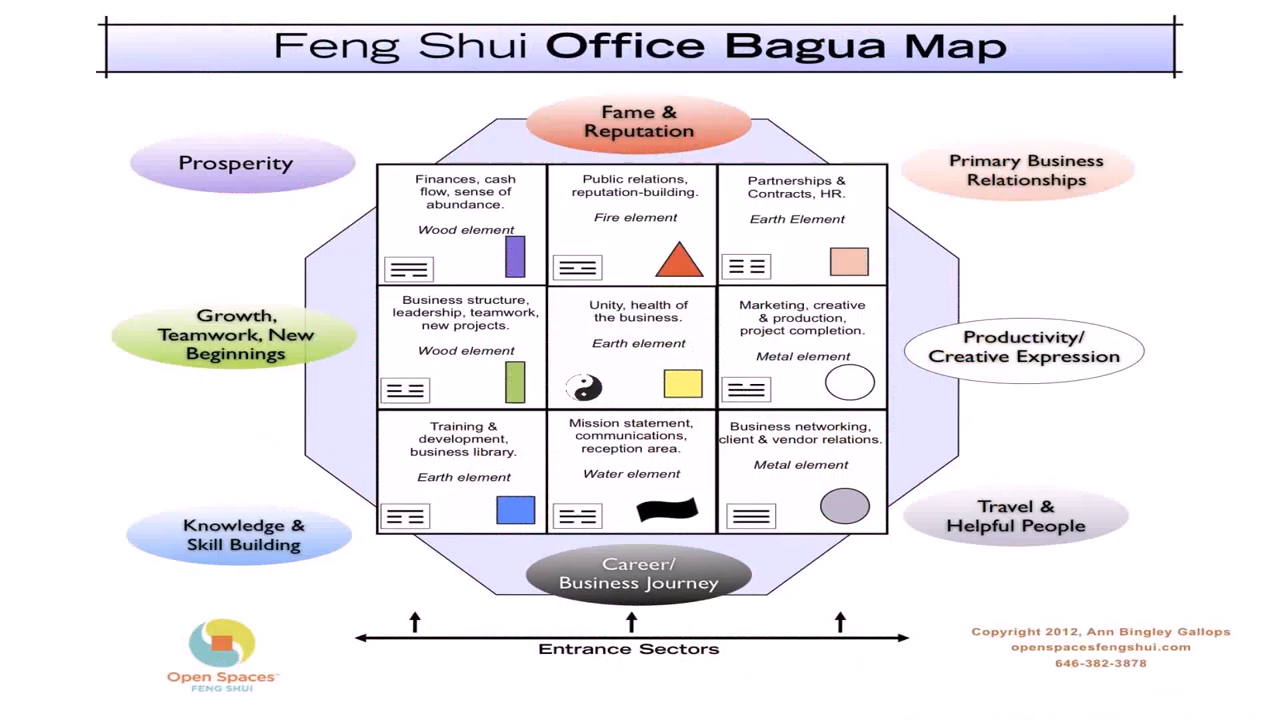 Feng Shui Office Bagua Map
Fame &
Reputation
Prosperity
Primary Business
Relationships
Finances, cash
flow, sense of
abundance.
Wood element
Public relations,
reputation-building.
Fire element
Partnerships &
Contracts, HR.
Earth Element
Growth,
Teamwork, New
Beginnings
Business structure,
leadership, teamwork,
new projects.
Wood element
Unity, health of
the business.
Earth element
Marketing, creative
& production,
project completion.
Metal element
Productivity/
Creative Expression
Knowledge &
Skill Building
Training &
development,
business library.
Earth element
Mission statement,
communications,
reception area.
Water element
Business networking,
client & vendor relations.
Metal element
Travel &
Helpful People
Career/
Business Journey
Entrance Sectors
Open Spaces™
FENG SHUI
Copyright 2012, Ann Bingley Gallops
openspacesfengshui.com
646-382-3878